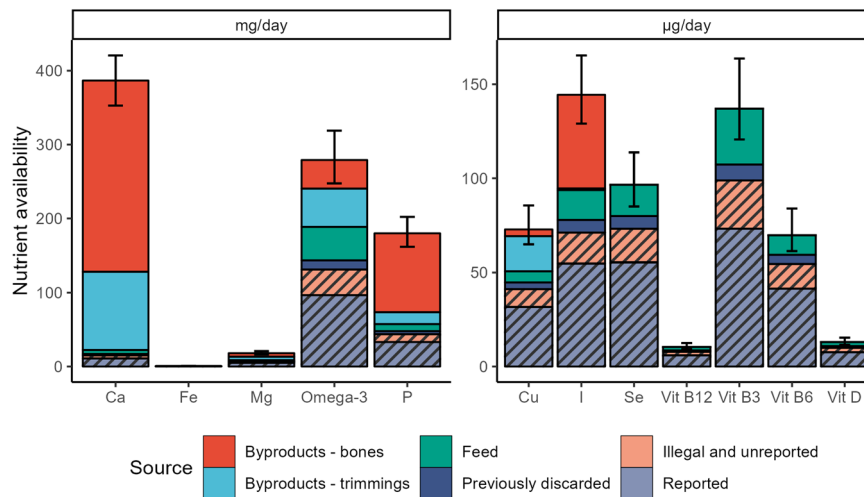 mg/day
µg/day
Nutrient availability
400
300
200
100
0
150
100
50
0
Ca Fe Mg Omega-3 P
Cu I Se Vit B12 Vit B3 Vit B6 Vit D
Source
Byproducts - bones
Byproducts - trimmings
Feed
Previously discarded
Illegal and unreported
Reported